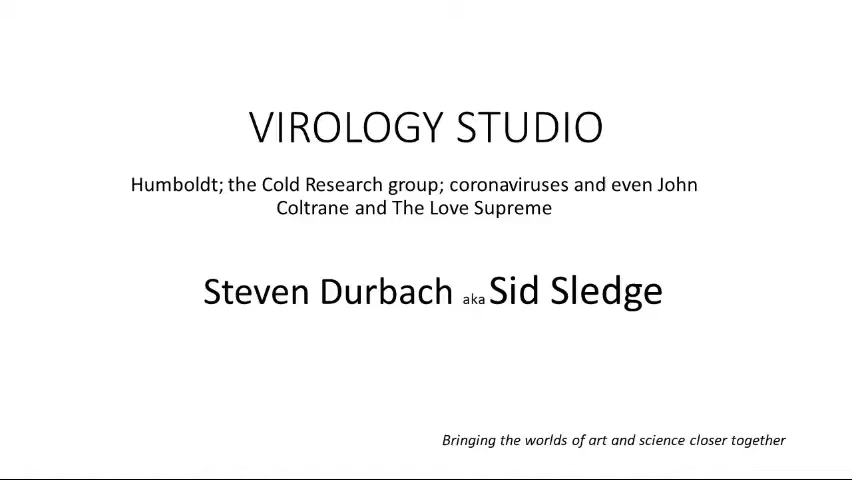 VIROLOGY STUDIO
Humboldt; the Cold Research group; coronaviruses and even John
Coltrane and The Love Supreme
Steven Durbach aka Sid Sledge
Bringing the worlds of art and science closer together